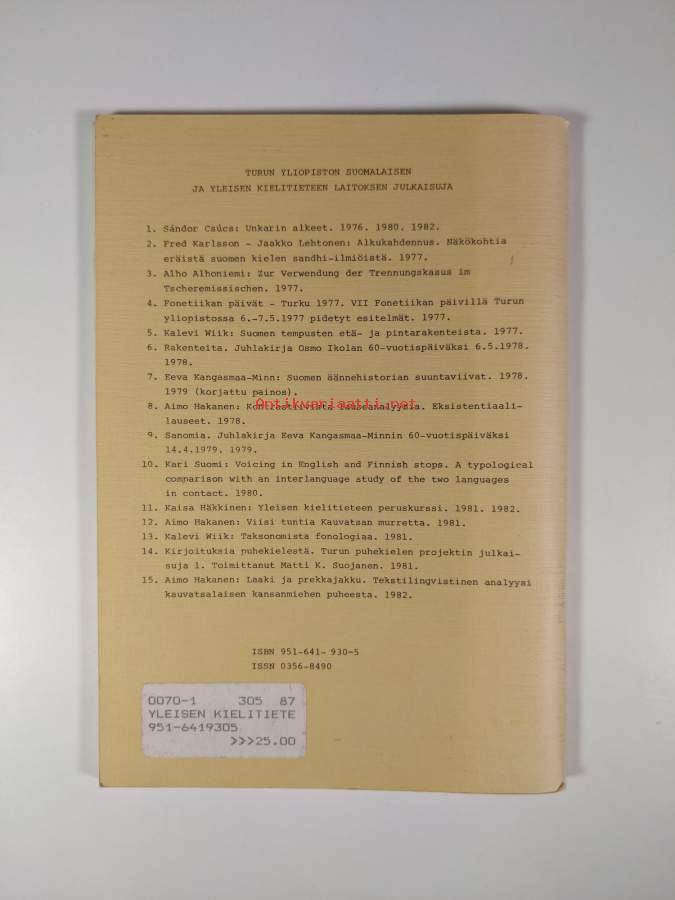 TURUN YLIOPISTON SUOMALAISEN
JA YLEISEN KIELITIETEEN LAITOKSEN JULKAISUJA
1. Sándor Csúcs: Unkarin alkeet. 1976. 1980. 1982.
2. Fred Karlsson - Jaakko Lehtonen: Alkukahdennus. Näkökohtia
eräistä suomen kielen sandhi-ilmiöistä. 1977.
3. Alho Alhoniemi: Zur Verwendung der Trennungskasus im
Tscheremissischen. 1977.
4. Fonetiikan päivät - Turku 1977. VII Fonetiikan päivillä Turun
yliopistossa 6.-7.5.1977 pidetyt esitelmät. 1977.
5. Kalevi Wiik: Suomen tempusten etä- ja pintarakenteista. 1977.
6. Rakenteita. Juhlakirja Osmo Ikolan 60-vuotispäiväksi 6.5.1978.
1978.
7. Eeva Kangasmaa-Minn: Suomen äännehistorian suuntaviivat. 1978.
1979 (korjattu painos).
Antikvariaatti.net
8. Aimo Hakanen: Kontrastiivista lauseanalyysia. Eksistentiaali-
lauseet. 1978.
9. Sanomia. Juhlakirja Eeva Kangasmaa-Minnin 60-vuotispäiväksi
14.4.1979. 1979.
10. Kari Suomi: Voicing in English and Finnish stops. A typological
comparison with an interlanguage study of the two languages
in contact. 1980.
11. Kaisa Häkkinen: Yleisen kielitieteen peruskurssi. 1981. 1982.
12. Aimo Hakanen: Viisi tuntia Kauvatsan murretta. 1981.
13. Kalevi Wiik: Taksonomista fonologiaa. 1981.
14. Kirjoituksia puhekielestä. Turun puhekielen projektin julkai-
suja 1. Toimittanut Matti K. Suojanen. 1981.
15. Aimo Hakanen: Laaki ja prekkajakku. Tekstilingvistinen analyysi
kauvatsalaisen kansanmiehen puheesta. 1982.
ISBN 951-641- 930-5
ISSN 0356-8490
0070-1 305 87
YLEISEN KIELITIETE
951-6419305
>>>25.00